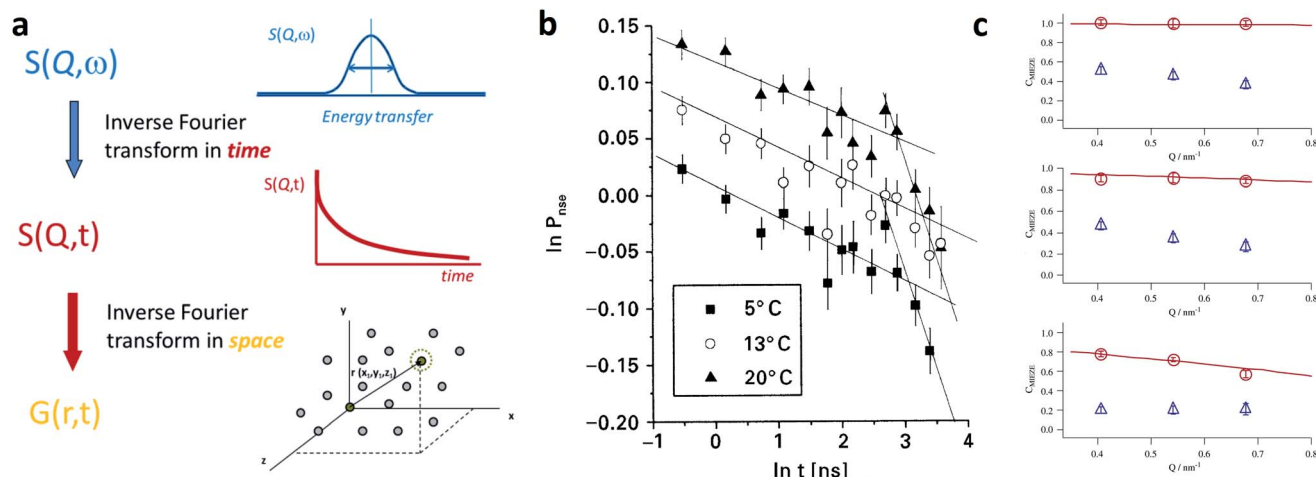 a
S(Q,ω)
Inverse Fourier
transform in time
S(Q,t)
Inverse Fourier
transform in space
G(r,t)
S(Q,ω)
Energy transfer
S(Q,t)
time
y
r (x₁,y₁,z₁)
x
z
b
ln Pnse
0.15
0.10
0.05
0.00
−0.05
−0.10
−0.15
−0.20
5° C
13° C
20° C
−1 0 1 2 3 4
ln t [ns]
c
CMIEZE
1.0
0.8
0.6
0.4
0.2
0.0
0.4 0.5 0.6 0.7 0.8
Q / nm⁻¹
CMIEZE
1.0
0.8
0.6
0.4
0.2
0.0
0.4 0.5 0.6 0.7 0.8
Q / nm⁻¹
CMIEZE
1.0
0.8
0.6
0.4
0.2
0.0
0.4 0.5 0.6 0.7 0.8
Q / nm⁻¹